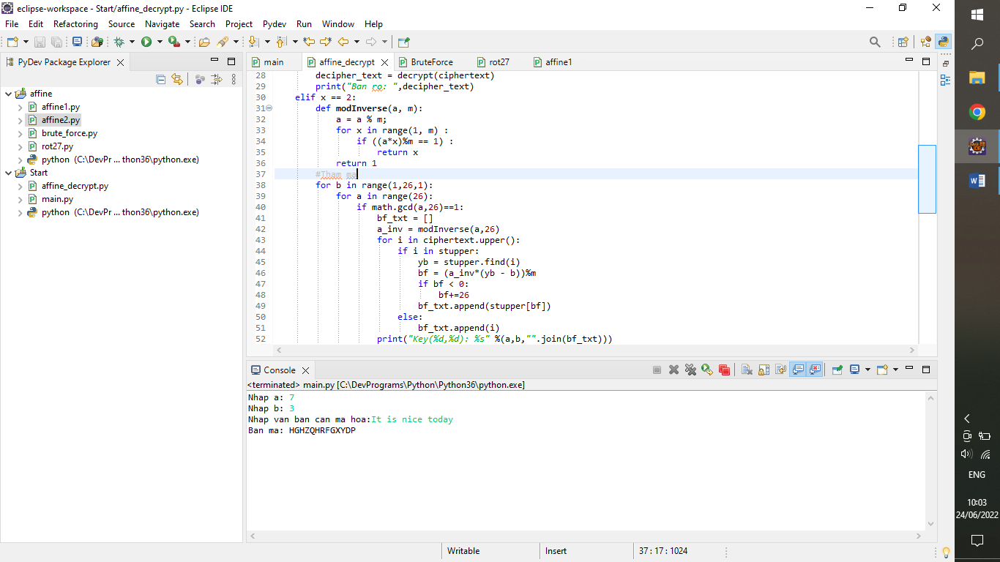 eclipse-workspace - Start/affine_decrypt.py - Eclipse IDE
File Edit Refactoring Source Navigate Search Project Pydev Run Window Help
PyDev Package Explorer
affine
affine1.py
affine2.py
brute_force.py
rot27.py
python (C:\DevPr ... thon36\python.exe)
Start
affine_decrypt.py
main.py
python (C:\DevPr ... thon36\python.exe)
main affine_decrypt BruteForce rot27 affine1
28 decipher_text = decrypt(ciphertext)
29 print("Ban ro: ",decipher_text)
30 elif x == 2:
31 def modInverse(a, m):
32 a = a % m;
33 for x in range(1, m) :
34 if ((a*x)%m == 1) :
35 return x
36 return 1
37 #Tham ma
38 for b in range(1,26,1):
39 for a in range(26):
40 if math.gcd(a,26)==1:
41 bf_txt = []
42 a_inv = modInverse(a,26)
43 for i in ciphertext.upper():
44 if i in stupper:
45 yb = stupper.find(i)
46 bf = (a_inv*(yb - b))%m
47 if bf < 0:
48 bf+=26
49 bf_txt.append(stupper[bf])
50 else:
51 bf_txt.append(i)
52 print("Key(%d,%d): %s" %(a,b,"".join(bf_txt)))
Console
<terminated> main.py [C:\DevPrograms\Python\Python36\python.exe]
Nhap a: 7
Nhap b: 3
Nhap van ban can ma hoa:It is nice today
Ban ma: HGHZQHRFGXYDP
Writable Insert 37 : 17 : 1024
ENG
10:03
24/06/2022